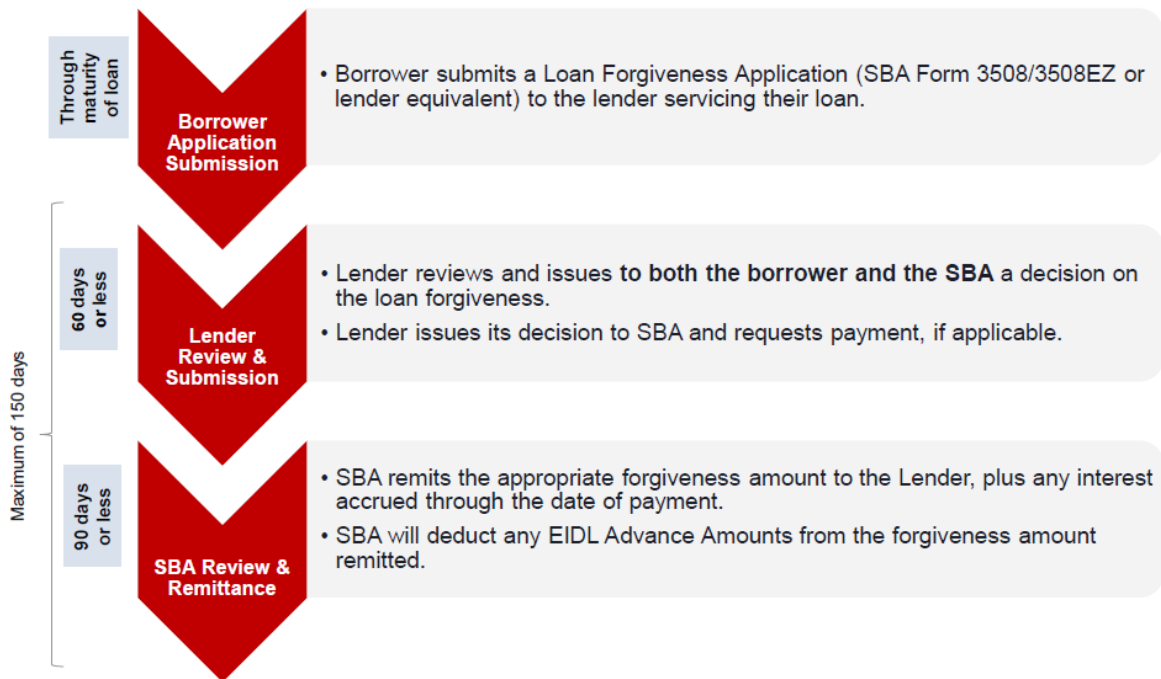 Through
maturity
of loan
Borrower
Application
Submission
• Borrower submits a Loan Forgiveness Application (SBA Form 3508/3508EZ or
lender equivalent) to the lender servicing their loan.
Maximum of 150 days
60 days
or less
Lender
Review &
Submission
• Lender reviews and issues to both the borrower and the SBA a decision on
the loan forgiveness.
• Lender issues its decision to SBA and requests payment, if applicable.
90 days
or less
SBA Review &
Remittance
• SBA remits the appropriate forgiveness amount to the Lender, plus any interest
accrued through the date of payment.
• SBA will deduct any EIDL Advance Amounts from the forgiveness amount
remitted.